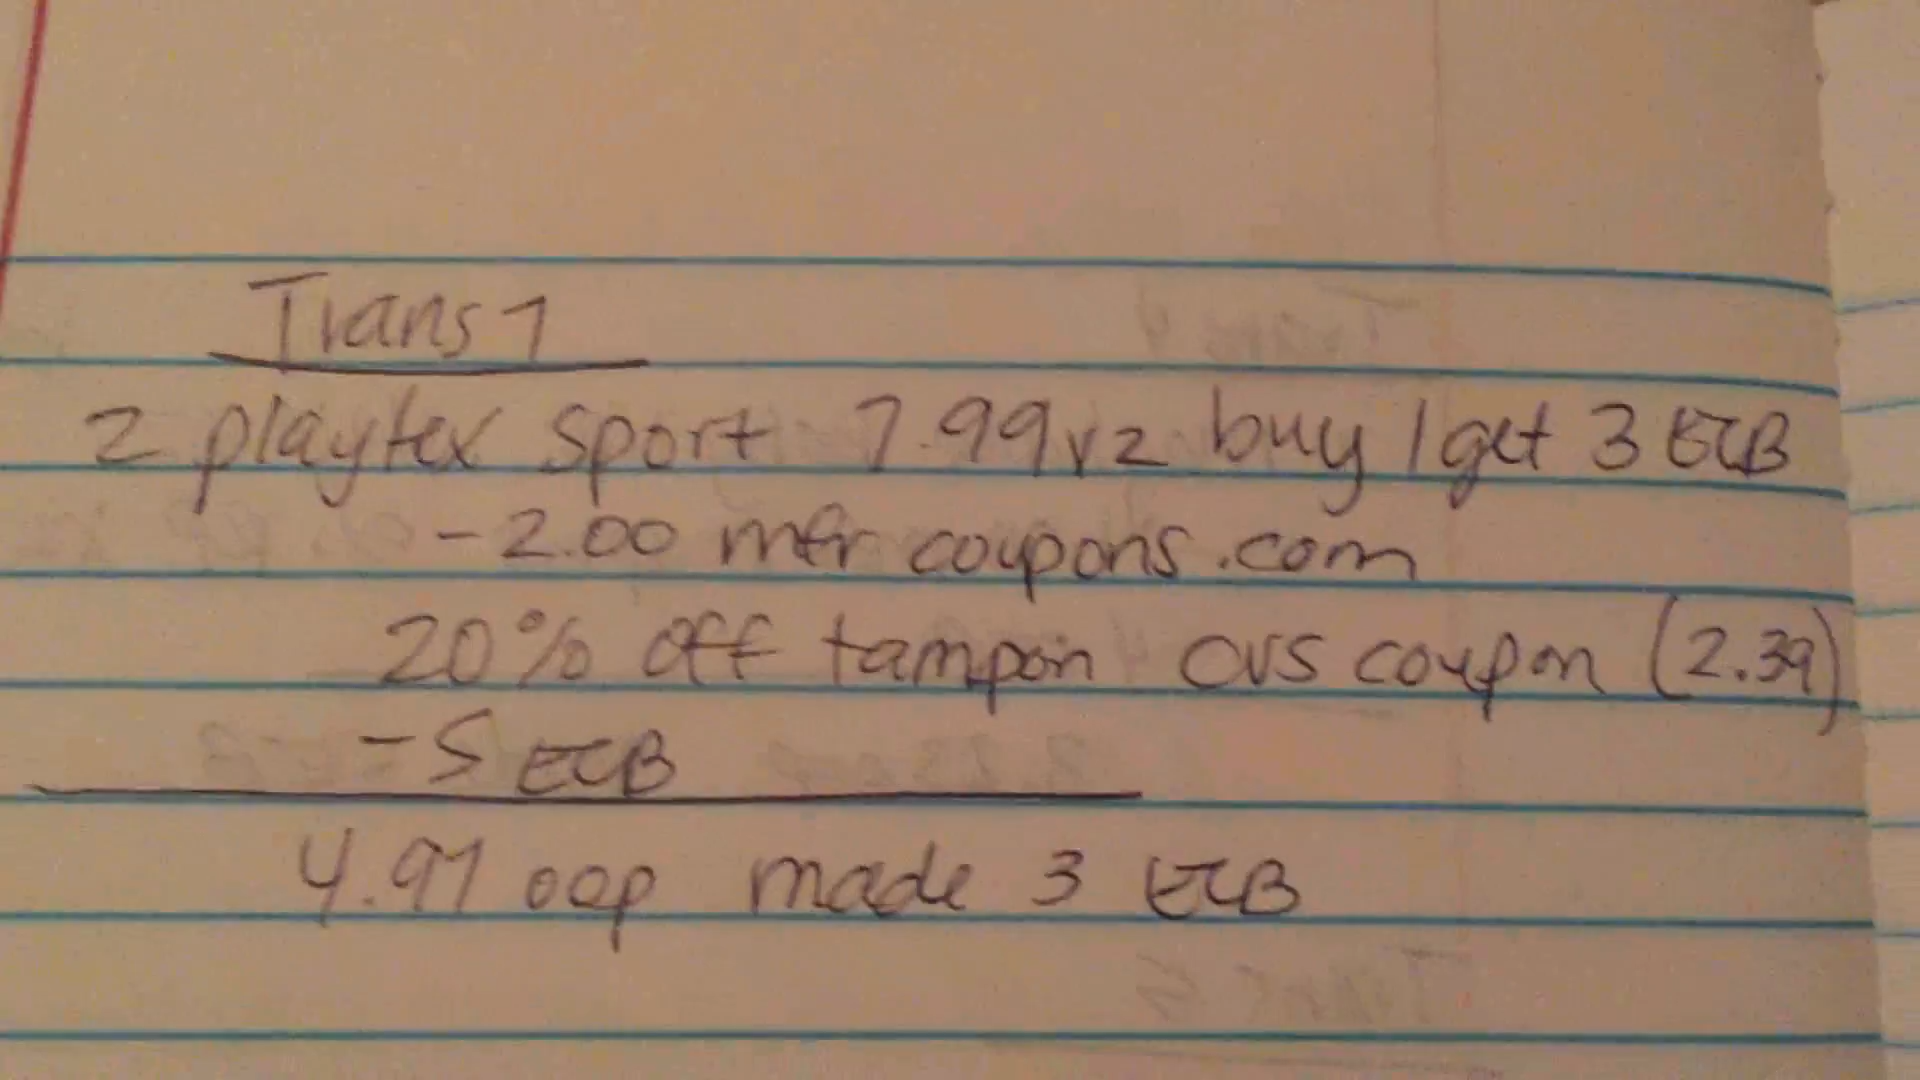 Trans 1
2 playtex sport 7.99 x2 buy 1 get 3 ECB
-2.00 mfr coupons.com
20% off tampon CVS coupon (2.39)
-5 ECB
4.97 oop made 3 ECB